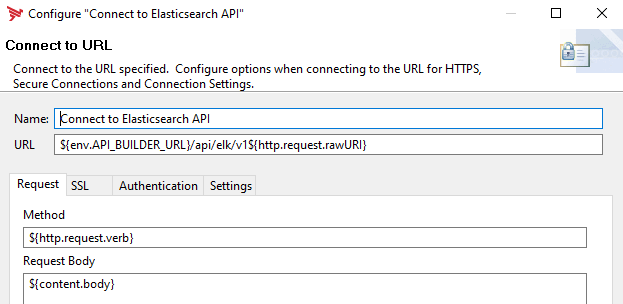 Configure "Connect to Elasticsearch API"
Connect to URL
Connect to the URL specified.  Configure options when connecting to the URL for HTTPS,
Secure Connections and Connection Settings.
Name: Connect to Elasticsearch API
URL ${env.API_BUILDER_URL}/api/elk/v1${http.request.rawURI}
Request SSL Authentication Settings
Method
${http.request.verb}
Request Body
${content.body}